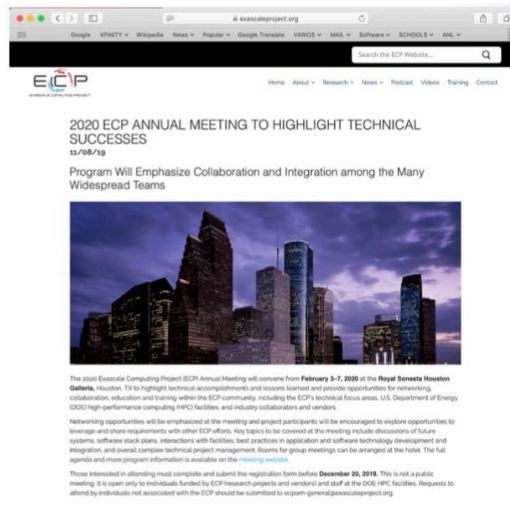 exascaleproject.org
Google XFINITY Wikipedia News Popular Google Translate VARIOS MAIL Software SCHOOLS ANL
Search the ECP Website...
ECP
EXASCALE COMPUTING PROJECT
Home About Research News Podcast Videos Training Contact
2020 ECP ANNUAL MEETING TO HIGHLIGHT TECHNICAL
SUCCESSES
11/08/19
Program Will Emphasize Collaboration and Integration among the Many
Widespread Teams
The 2020 Exascale Computing Project (ECP) Annual Meeting will convene from February 3-7, 2020 at the Royal Sonesta Houston
Galleria, Houston, TX to highlight technical accomplishments and lessons learned and provide opportunities for networking,
collaboration, education and training within the ECP community, including the ECP's technical focus areas, U.S. Department of Energy
(DOE) high-performance computing (HPC) facilities, and industry collaborators and vendors.
Networking opportunities will be emphasized at the meeting and project participants will be encouraged to explore opportunities to
leverage and share requirements with other ECP efforts. Key topics to be covered at the meeting include discussions of future
systems, software stack plans, interactions with facilities, best practices in application and software technology development and
integration, and overall complex technical project management. Rooms for group meetings can be arranged at the hotel. The full
agenda and more program information is available on the meeting website.
Those interested in attending must complete and submit the registration form before December 20, 2019. This is not a public
meeting. It is open only to individuals funded by ECP (research projects and vendors) and staff at the DOE HPC facilities. Requests to
attend by individuals not associated with the ECP should be submitted to ecpam-general@exascaleproject.org.